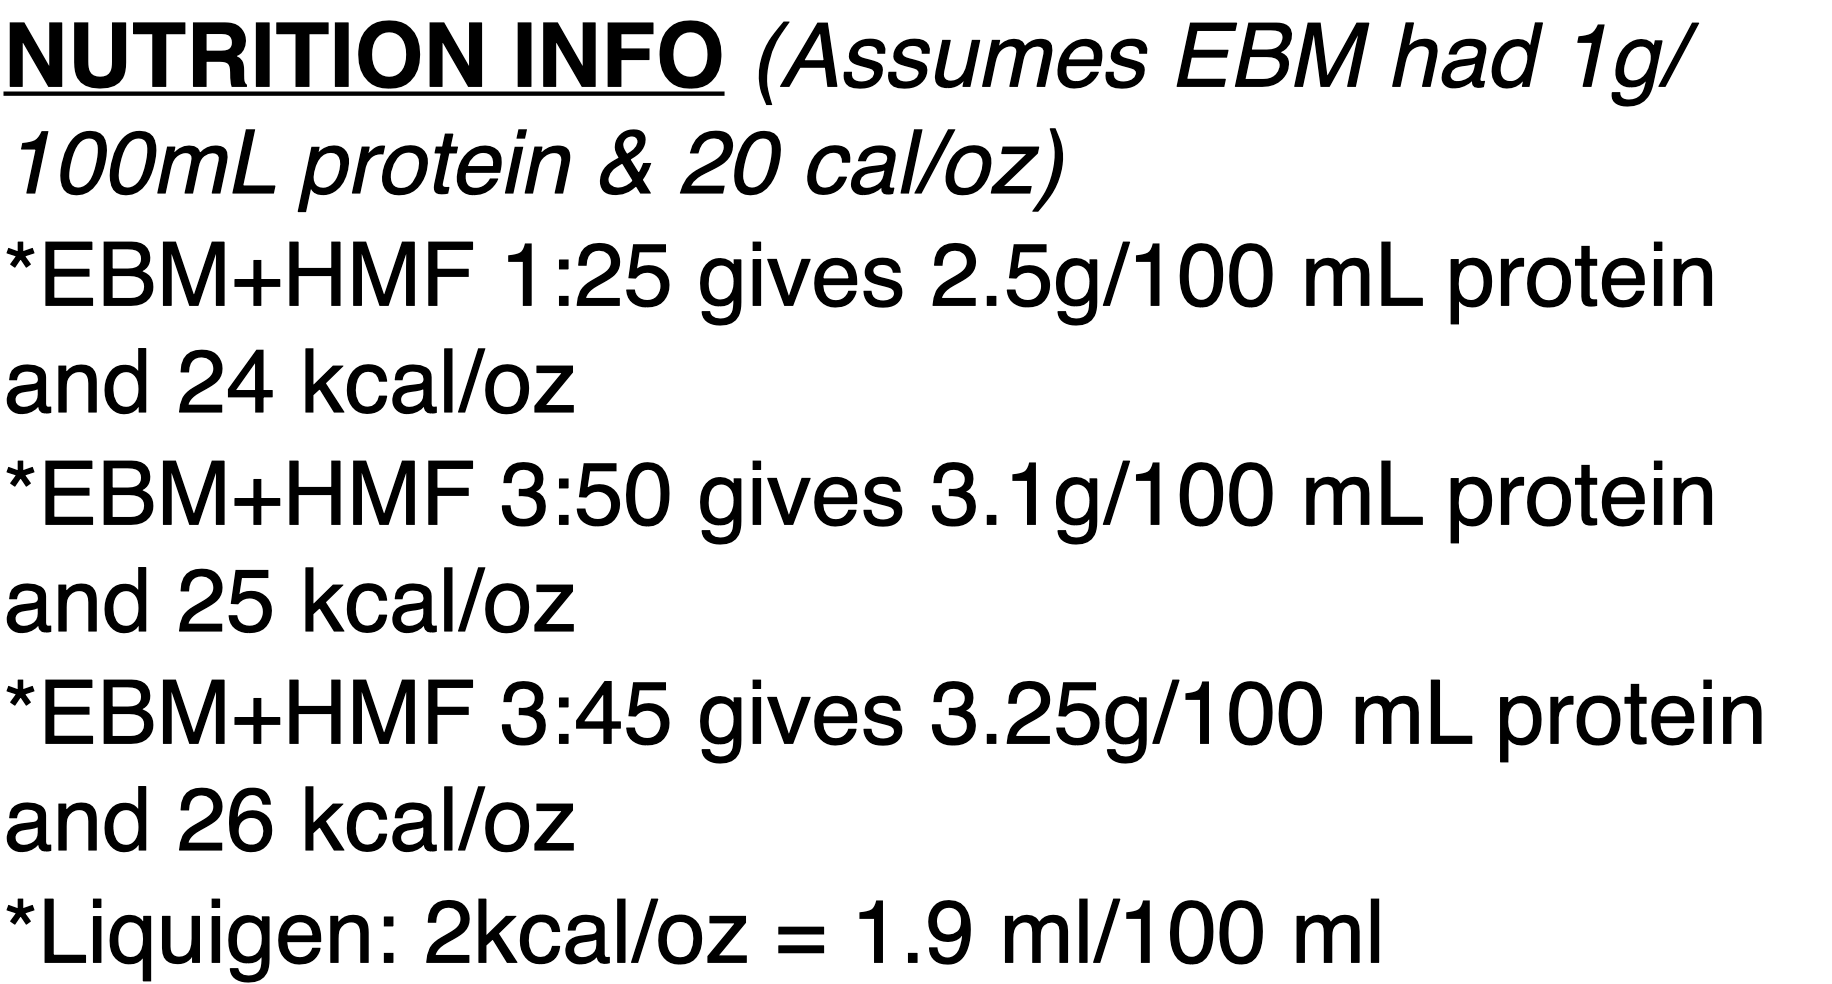 NUTRITION INFO (Assumes EBM had 1g/
100mL protein & 20 cal/oz)
*EBM+HMF 1:25 gives 2.5g/100 mL protein
and 24 kcal/oz
*EBM+HMF 3:50 gives 3.1g/100 mL protein
and 25 kcal/oz
*EBM+HMF 3:45 gives 3.25g/100 mL protein
and 26 kcal/oz
*Liquigen: 2kcal/oz = 1.9 ml/100 ml